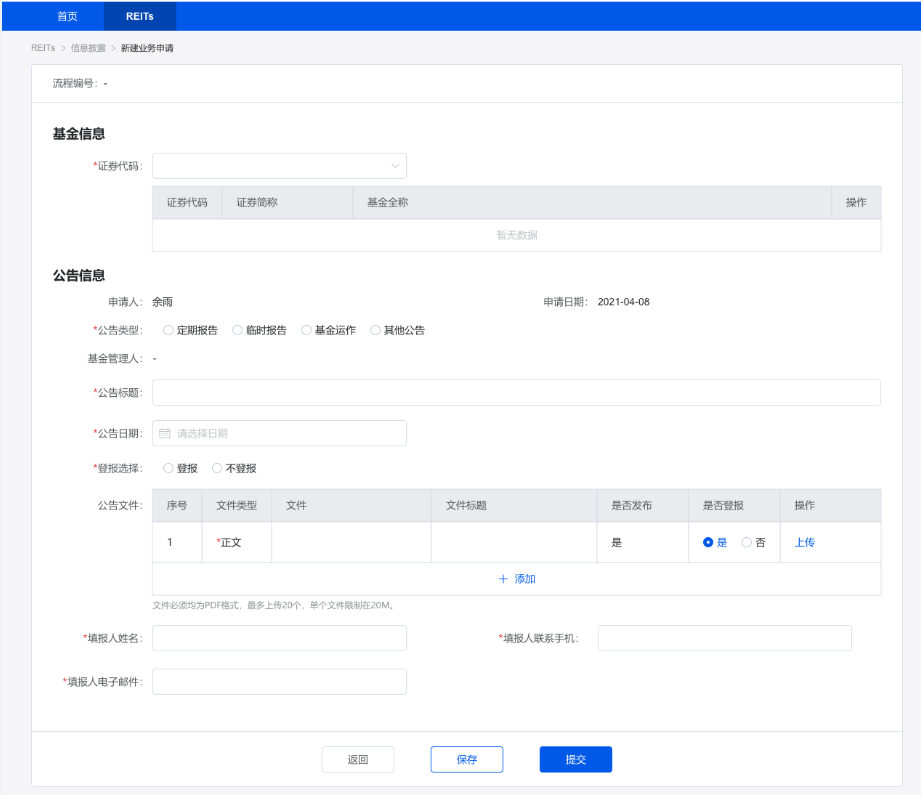 首页 REITs
REITs > 信息披露 > 新建业务申请
流程编号： -
基金信息
*证券代码：
证券代码 证券简称 基金全称 操作
暂无数据
公告信息
申请人： 余雨 申请日期： 2021-04-08
*公告类型： 定期报告 临时报告 基金运作 其他公告
基金管理人： -
*公告标题：
*公告日期： 请选择日期
*登报选择： 登报 不登报
公告文件： 序号 文件类型 文件 文件标题 是否发布 是否登报 操作
1 *正文 是 是 否 上传
+ 添加
文件必须均为PDF格式，最多上传20个，单个文件限制在20M。
*填报人姓名： *填报人联系手机：
*填报人电子邮件：
返回 保存 提交